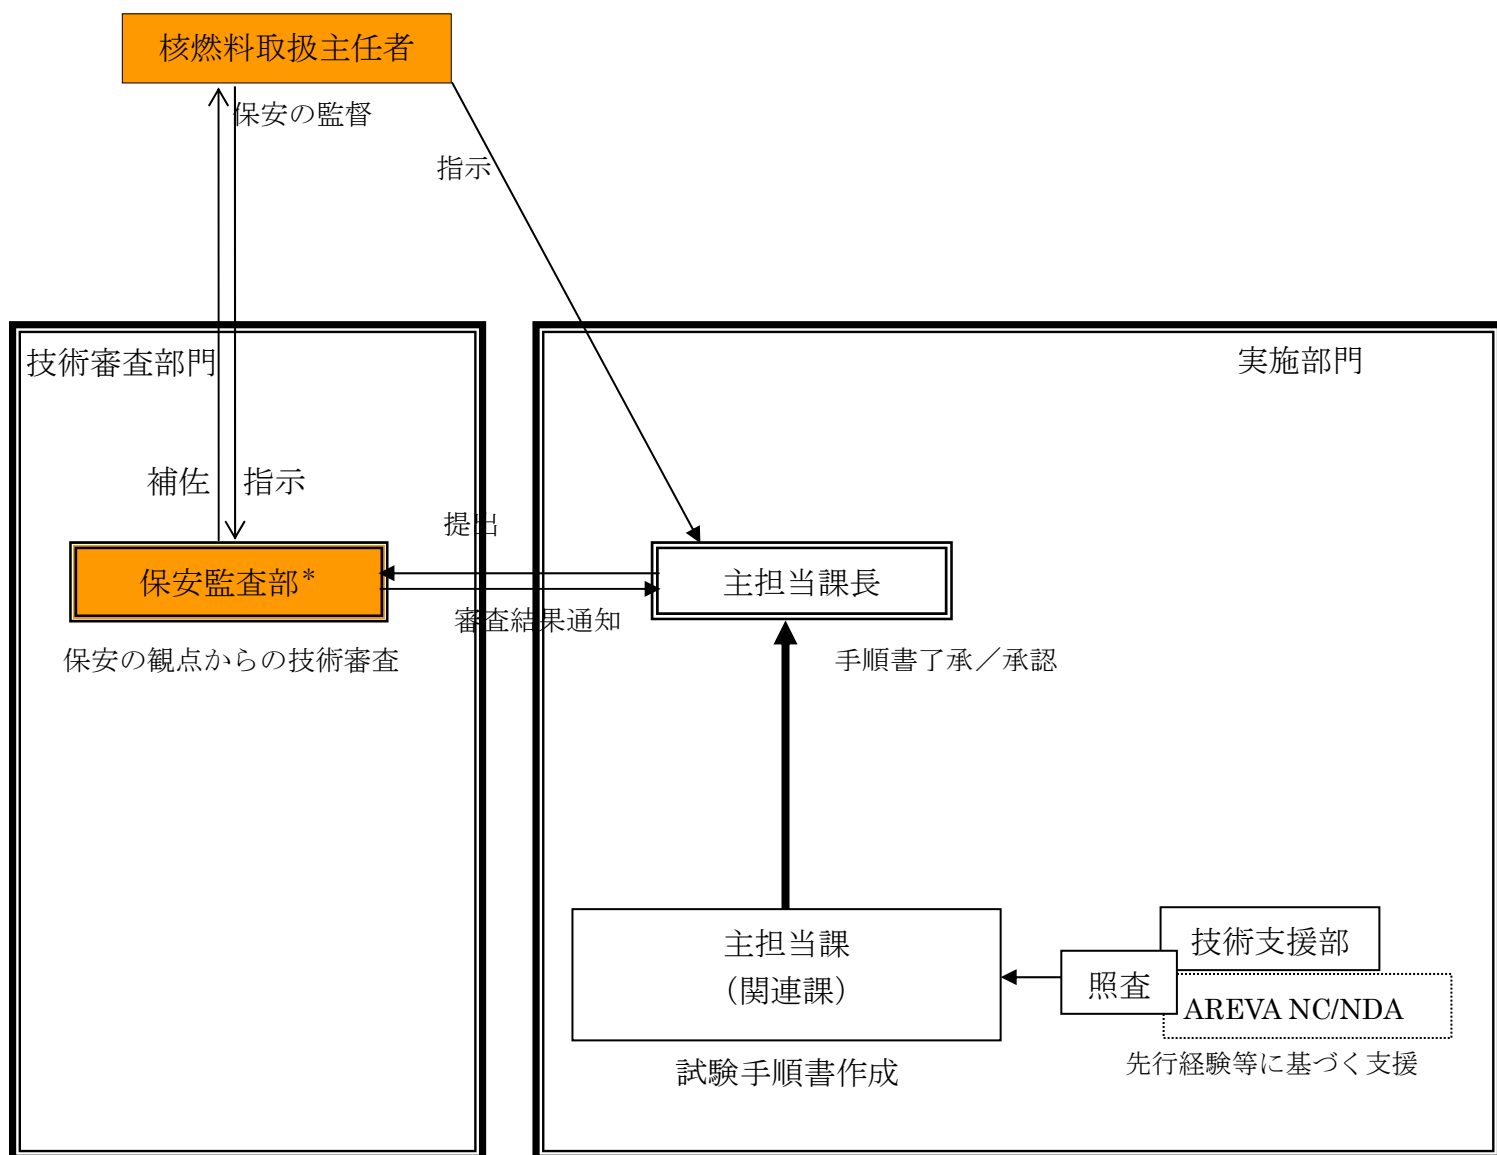 核燃料取扱主任者
保安の監督
指示
技術審査部門
実施部門
補佐
指示
提出
保安監査部*
主担当課長
審査結果通知
保安の観点からの技術審査
手順書了承／承認
主担当課
（関連課）
技術支援部
照査
AREVA NC/NDA
試験手順書作成
先行経験等に基づく支援